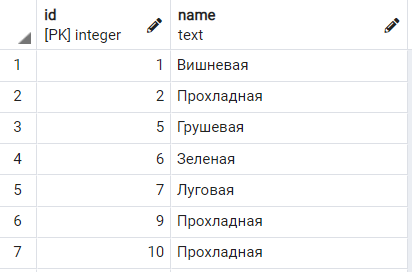 id name
[PK] integer text
1 1 Вишневая
2 2 Прохладная
3 5 Грушевая
4 6 Зеленая
5 7 Луговая
6 9 Прохладная
7 10 Прохладная